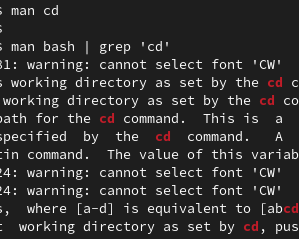 $ man cd
$
$ man bash | grep 'cd'
31: warning: cannot select font 'CW'
s working directory as set by the cd c
working directory as set by the cd co
path for the cd command.  This  is  a
specified  by  the  cd  command.   A
tin command.  The value of this variab
24: warning: cannot select font 'CW'
24: warning: cannot select font 'CW'
s,  where [a-d] is equivalent to [abcd
t  working directory as set by cd, pus